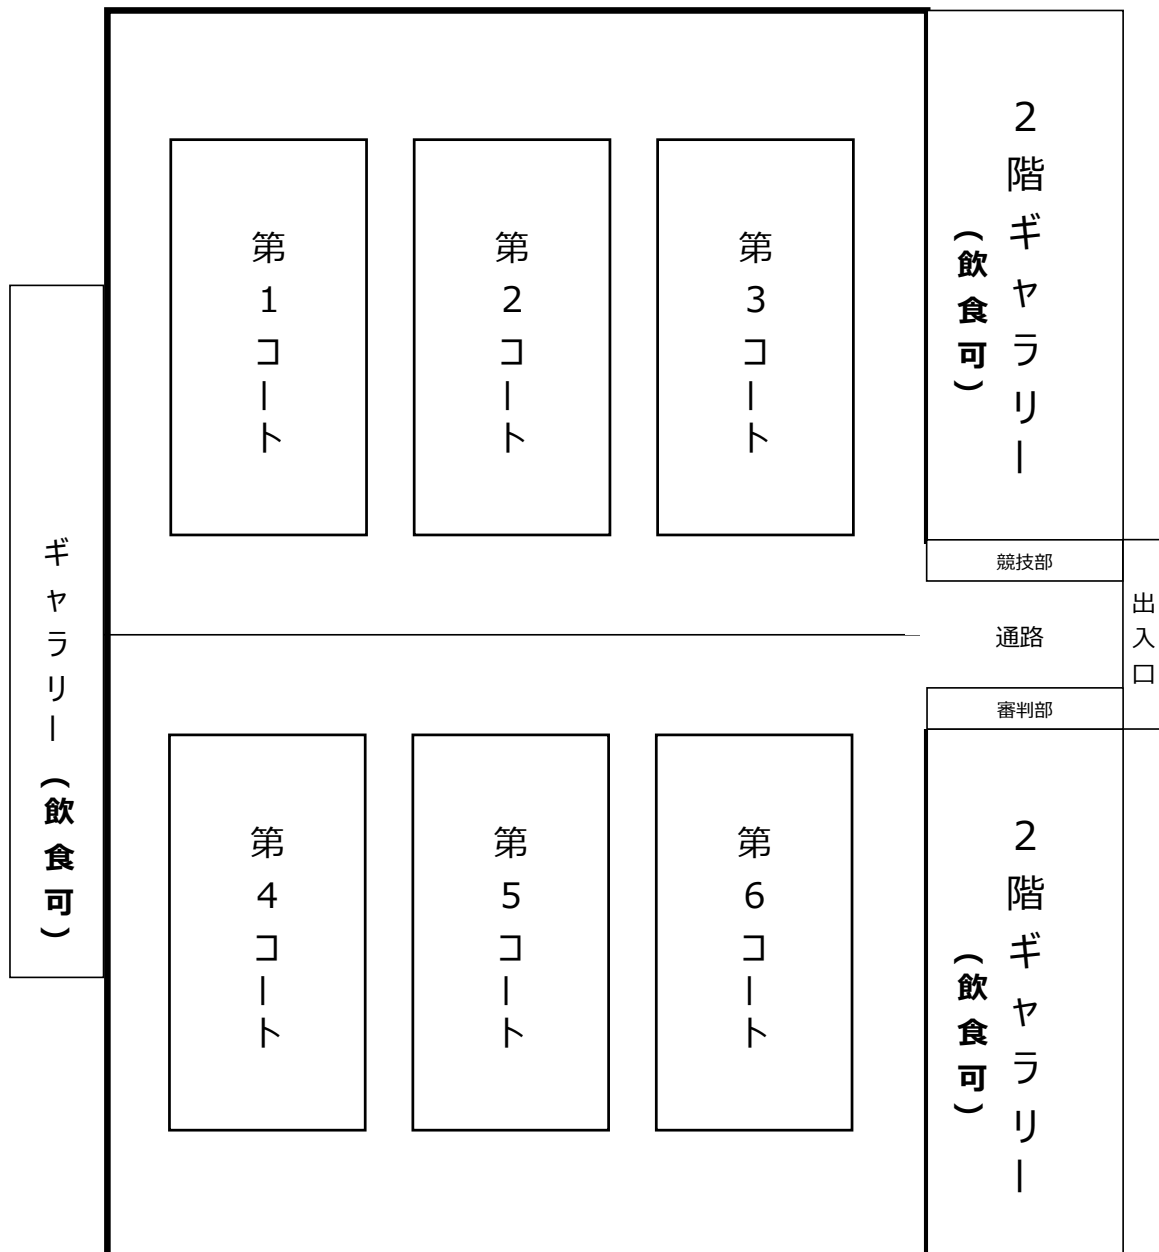 第1コート
第2コート
第3コート
2階ギャラリー
(飲食可)
競技部
通路
出入口
審判部
ギャラリー(飲食可)
第4コート
第5コート
第6コート
2階ギャラリー
(飲食可)